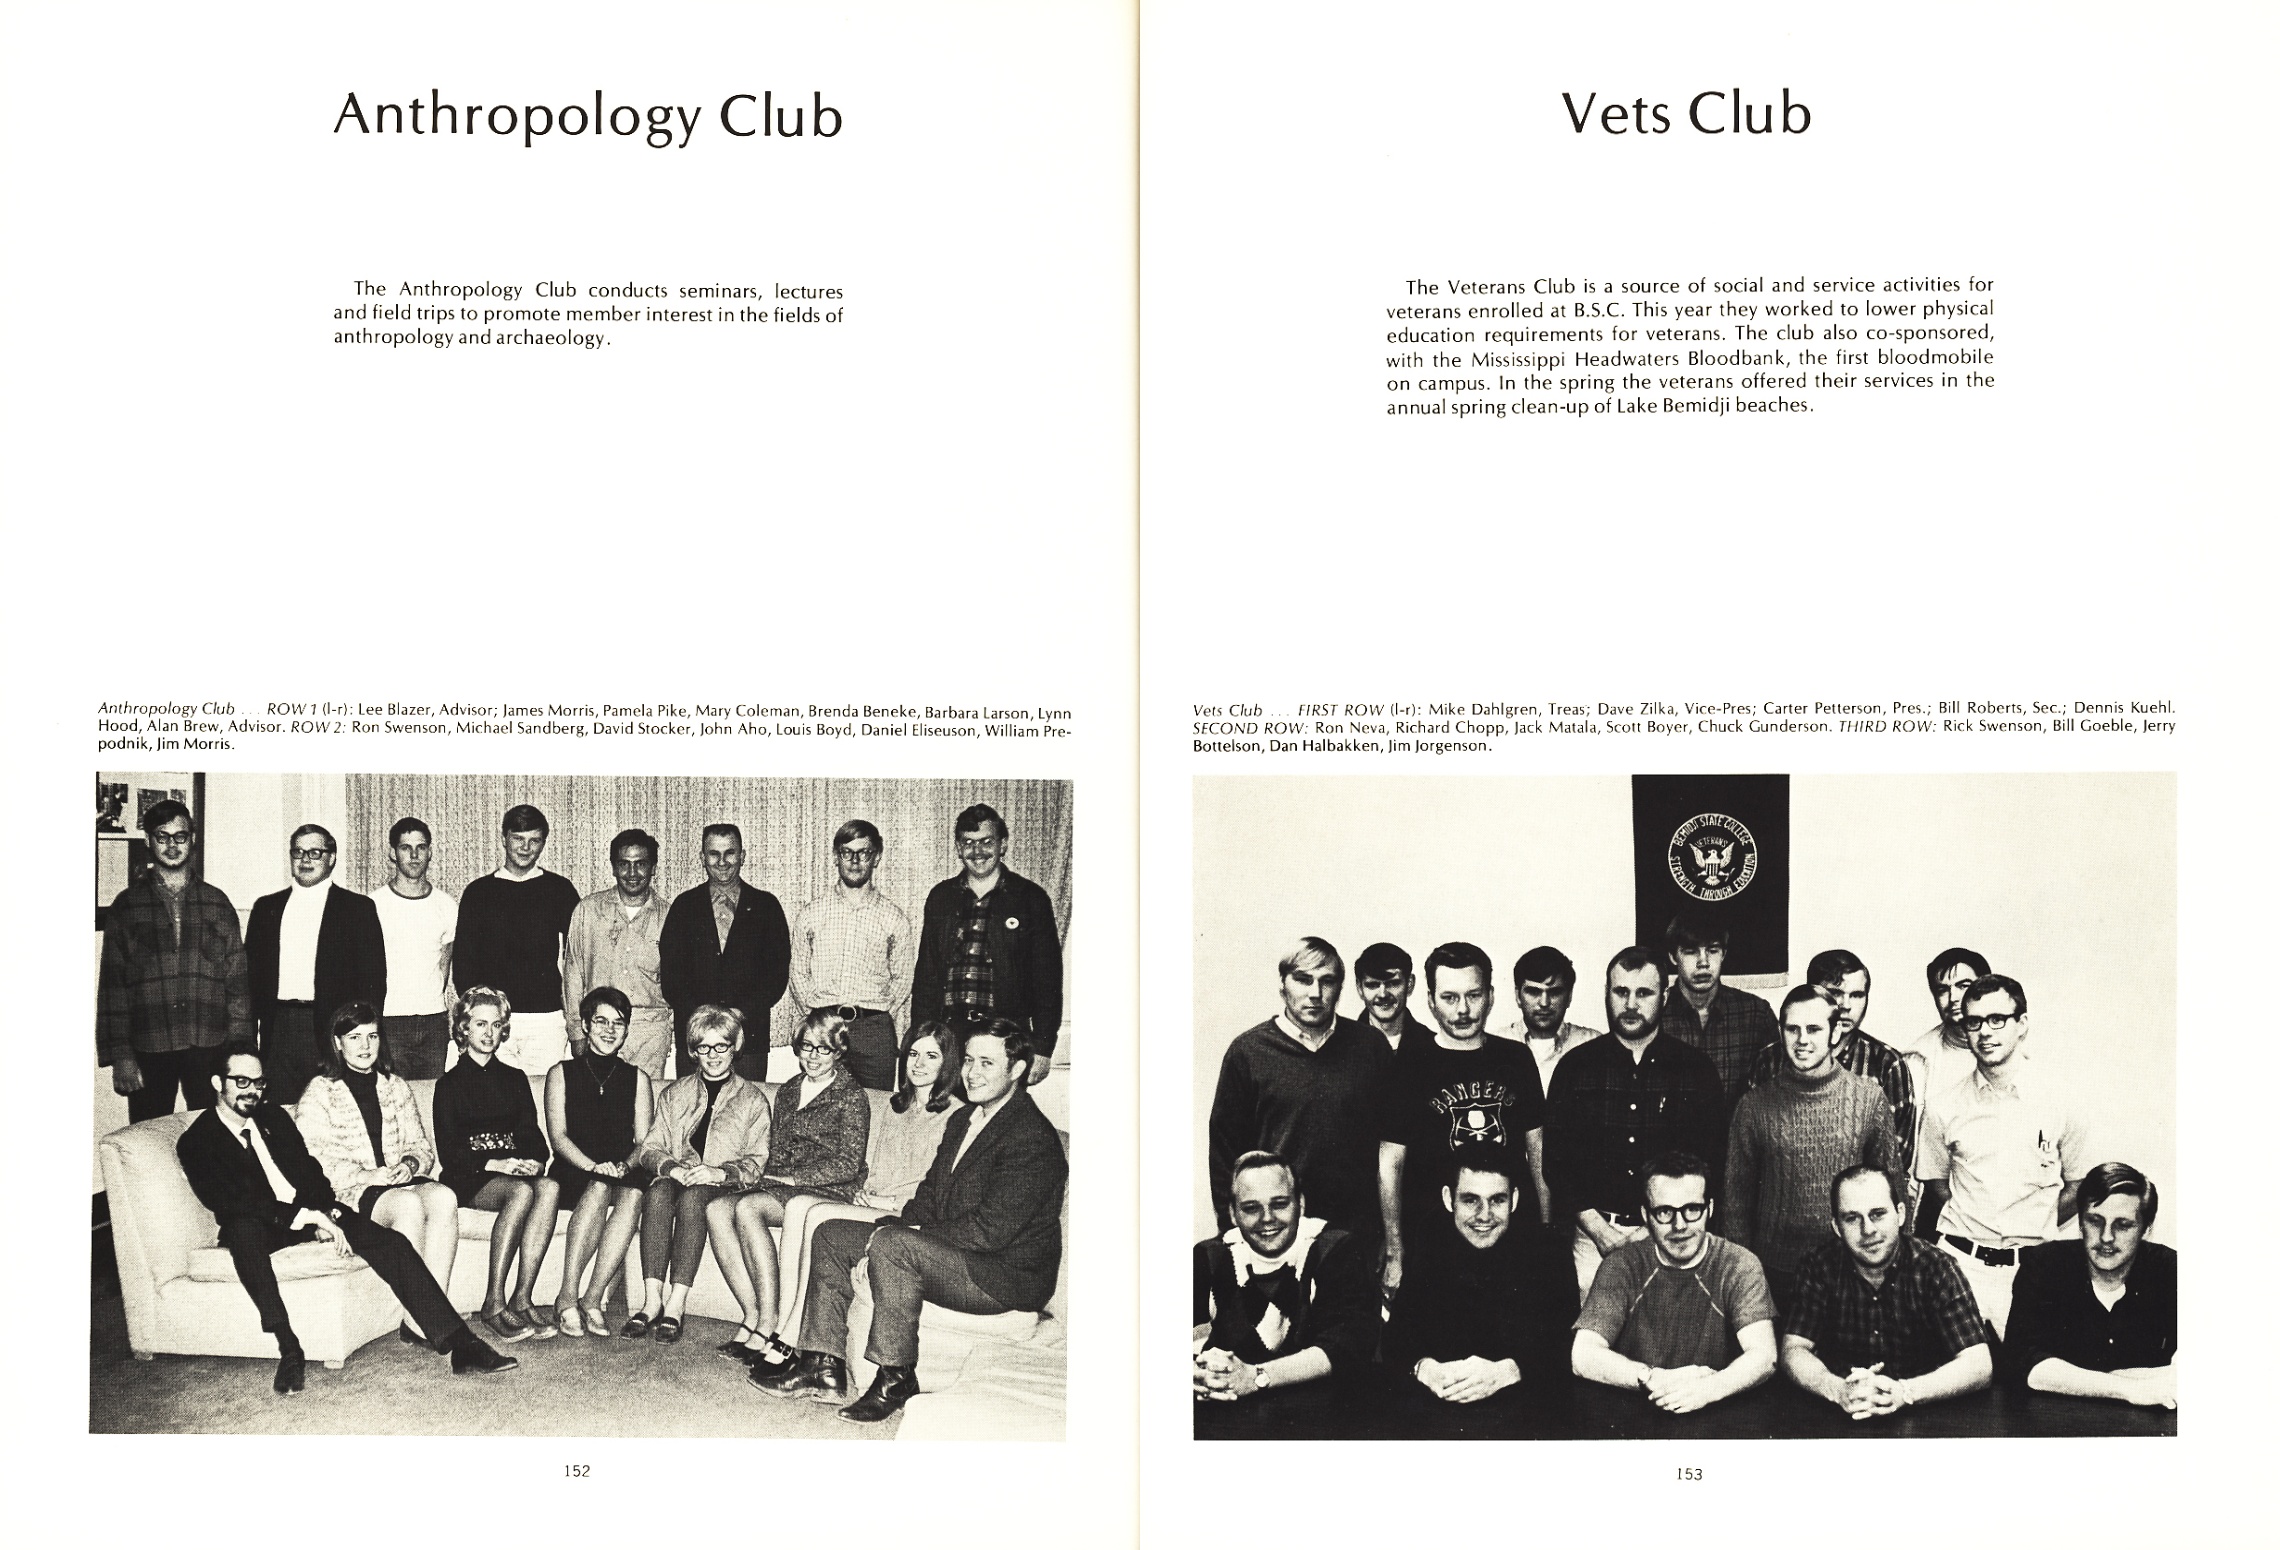 Anthropology Club
The Anthropology Club conducts seminars, lectures
and field trips to promote member interest in the fields of
anthropology and archaeology.
Anthropology Club ... ROW 1 (l-r): Lee Blazer, Advisor; James Morris, Pamela Pike, Mary Coleman, Brenda Beneke, Barbara Larson, Lynn
Hood, Alan Brew, Advisor. ROW 2: Ron Swenson, Michael Sandberg, David Stocker, John Aho, Louis Boyd, Daniel Eliseuson, William Pre-
podnik, Jim Morris.
152
Vets Club
The Veterans Club is a source of social and service activities for
veterans enrolled at B.S.C. This year they worked to lower physical
education requirements for veterans. The club also co-sponsored,
with the Mississippi Headwaters Bloodbank, the first bloodmobile
on campus. In the spring the veterans offered their services in the
annual spring clean-up of Lake Bemidji beaches.
Vets Club ... FIRST ROW (l-r): Mike Dahlgren, Treas; Dave Zilka, Vice-Pres; Carter Petterson, Pres.; Bill Roberts, Sec.; Dennis Kuehl.
SECOND ROW: Ron Neva, Richard Chopp, Jack Matala, Scott Boyer, Chuck Gunderson. THIRD ROW: Rick Swenson, Bill Goeble, Jerry
Bottelson, Dan Halbakken, Jim Jorgenson.
BEMIDJI STATE COLLEGE
VETERANS
STRENGTH THROUGH EDUCATION
RANGERS
153